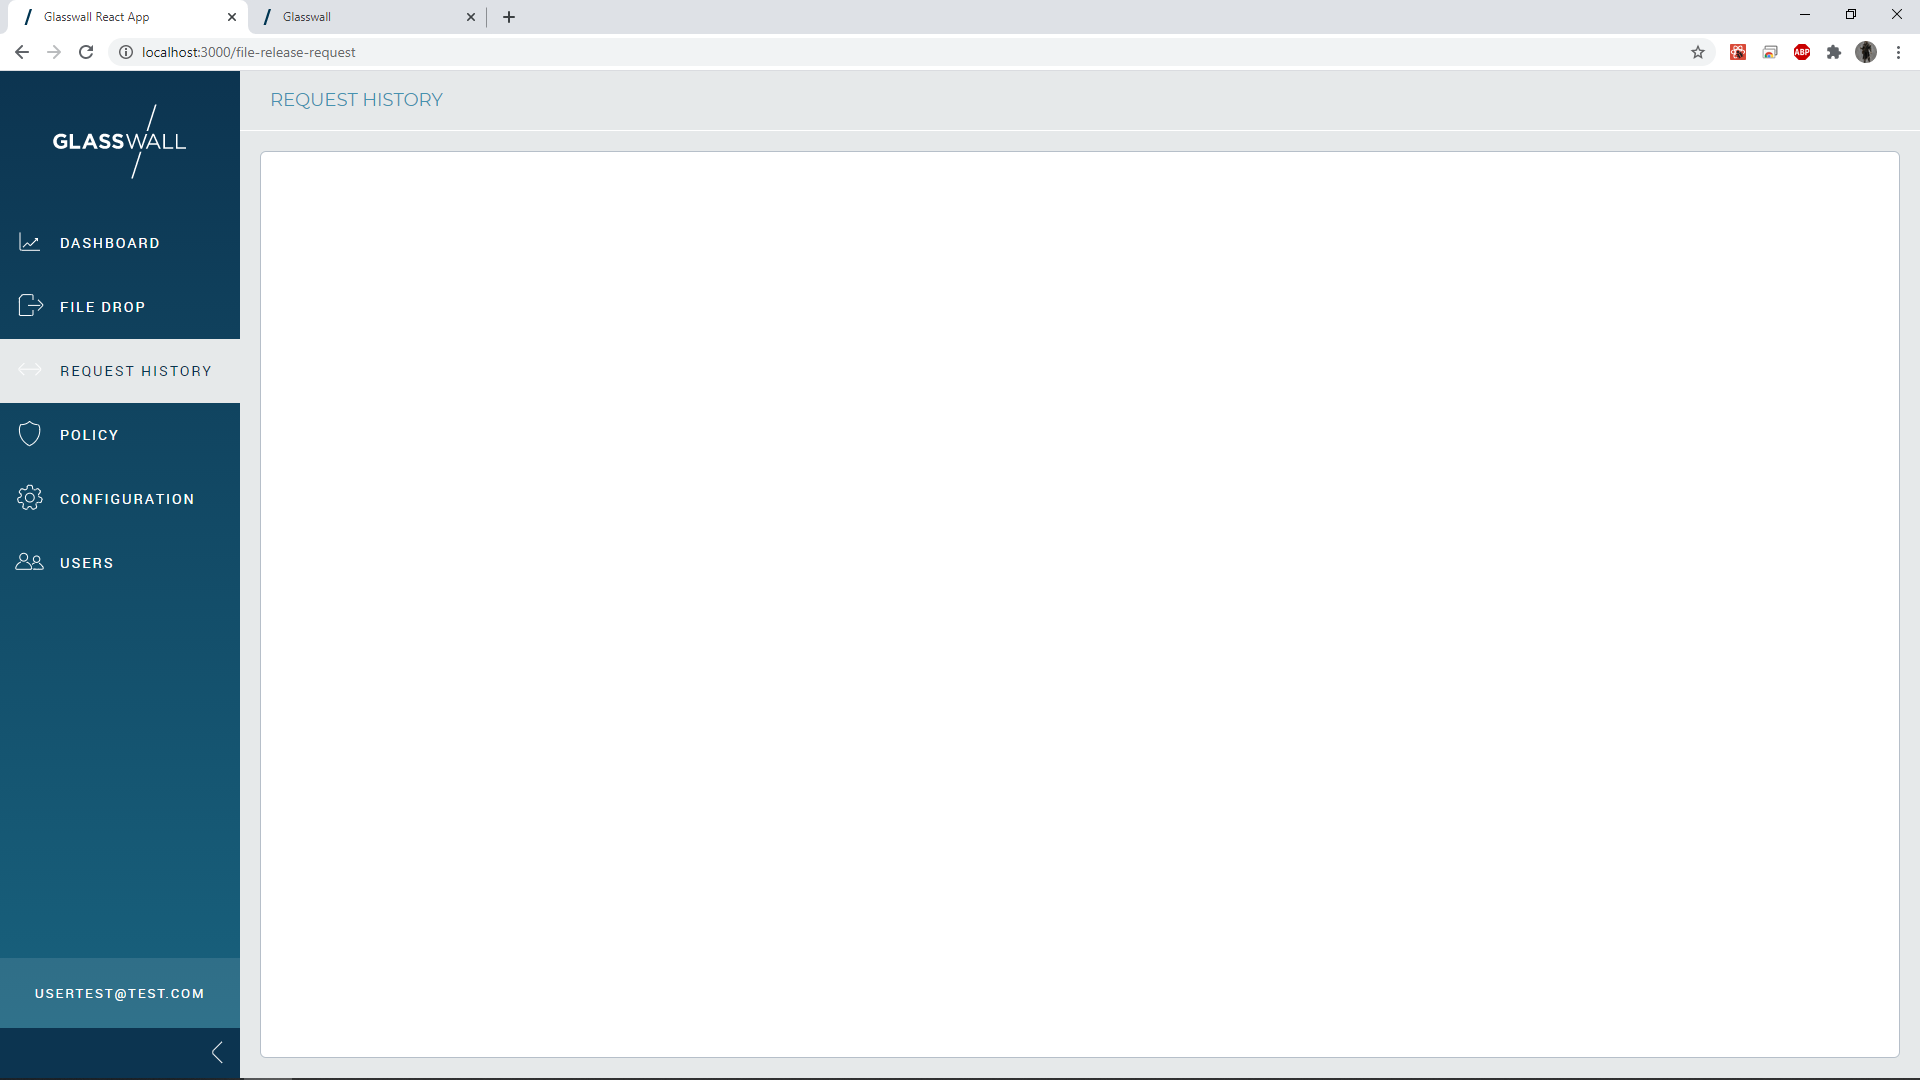 Glasswall React App
Glasswall
localhost:3000/file-release-request
ABP
GLASSWALL
REQUEST HISTORY
DASHBOARD
FILE DROP
REQUEST HISTORY
POLICY
CONFIGURATION
USERS
USERTEST@TEST.COM